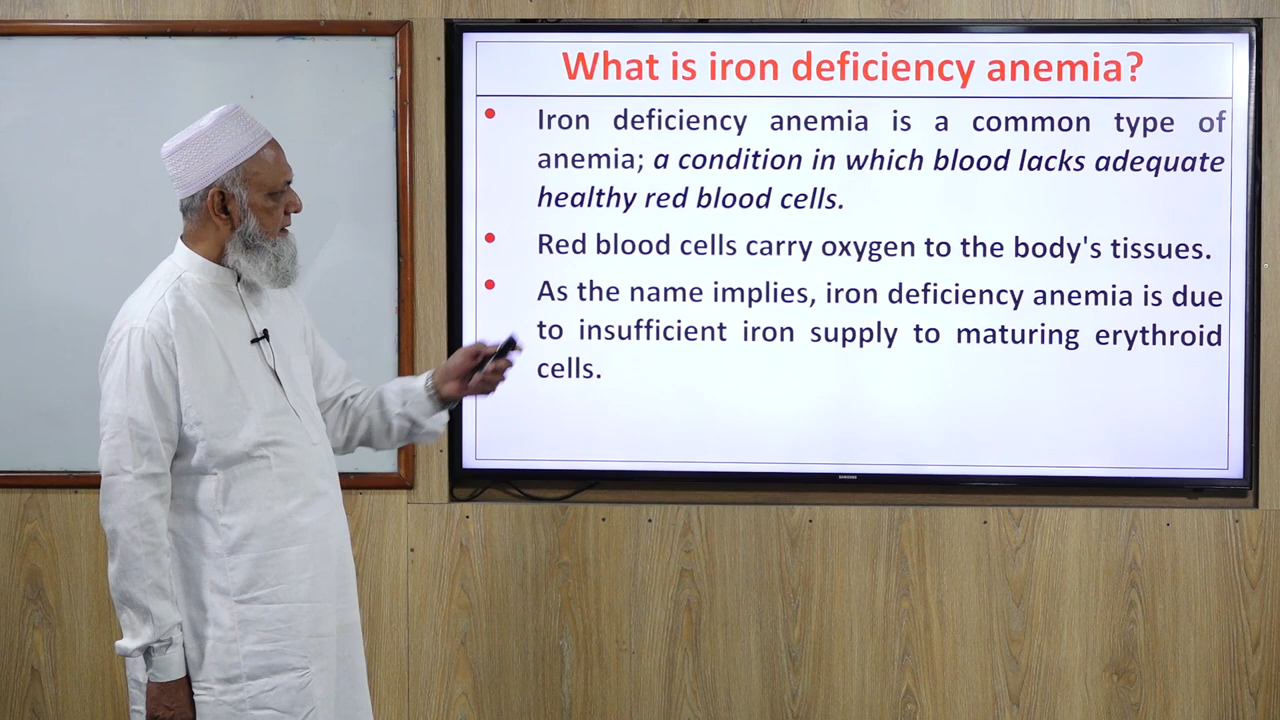 What is iron deficiency anemia?
• Iron deficiency anemia is a common type of
anemia; a condition in which blood lacks adequate
healthy red blood cells.
• Red blood cells carry oxygen to the body's tissues.
• As the name implies, iron deficiency anemia is due
to insufficient iron supply to maturing erythroid
cells.
SAMSUNG